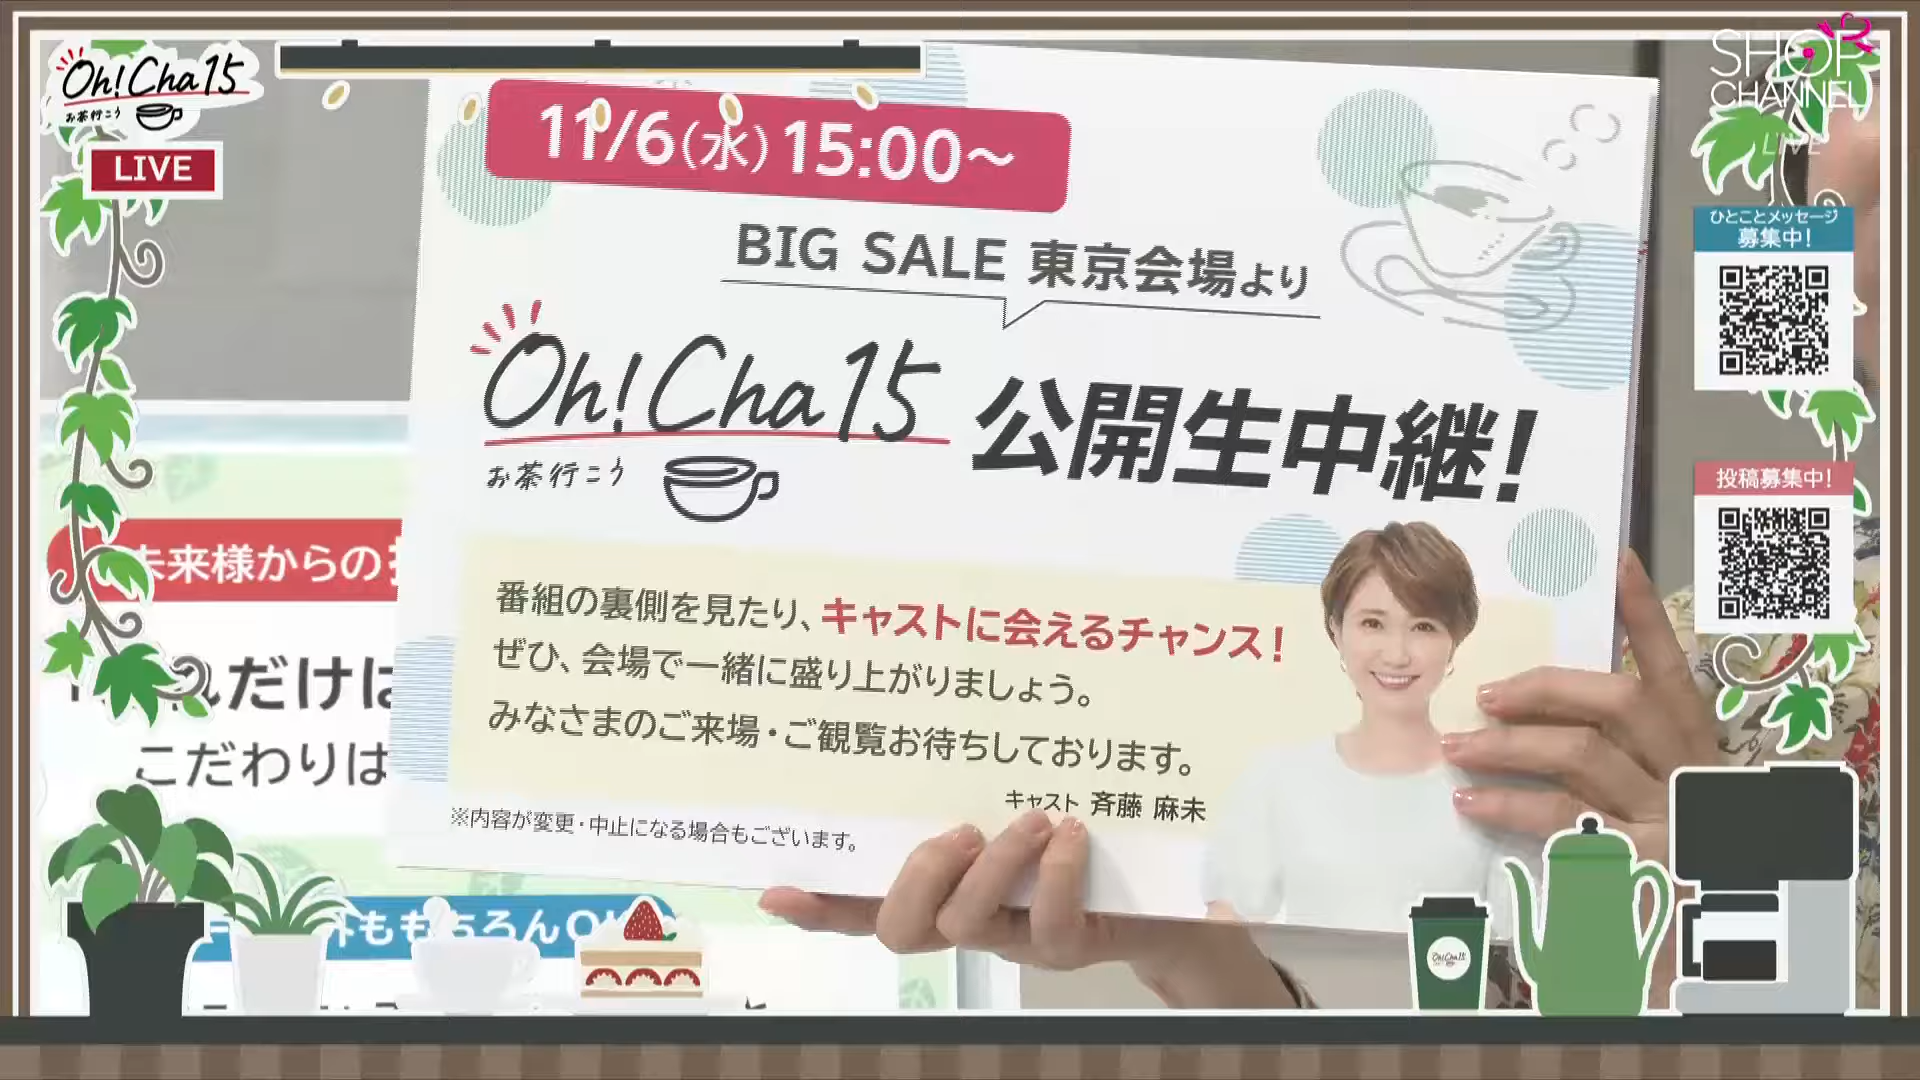 Oh!Cha15
お茶行こう
LIVE
SHOP
CHANNEL
LIVE
ひとことメッセージ
募集中!
投稿募集中!
11/6(水)15:00〜
BIG SALE 東京会場より
Oh!Cha15 公開生中継!
お茶行こう
番組の裏側を見たり、キャストに会えるチャンス!
ぜひ、会場で一緒に盛り上がりましょう。
みなさまのご来場・ご観覧お待ちしております。
キャスト 斉藤 麻未
※内容が変更・中止になる場合もございます。
未来様からの
だけは
こだわりは
Oh!Cha15